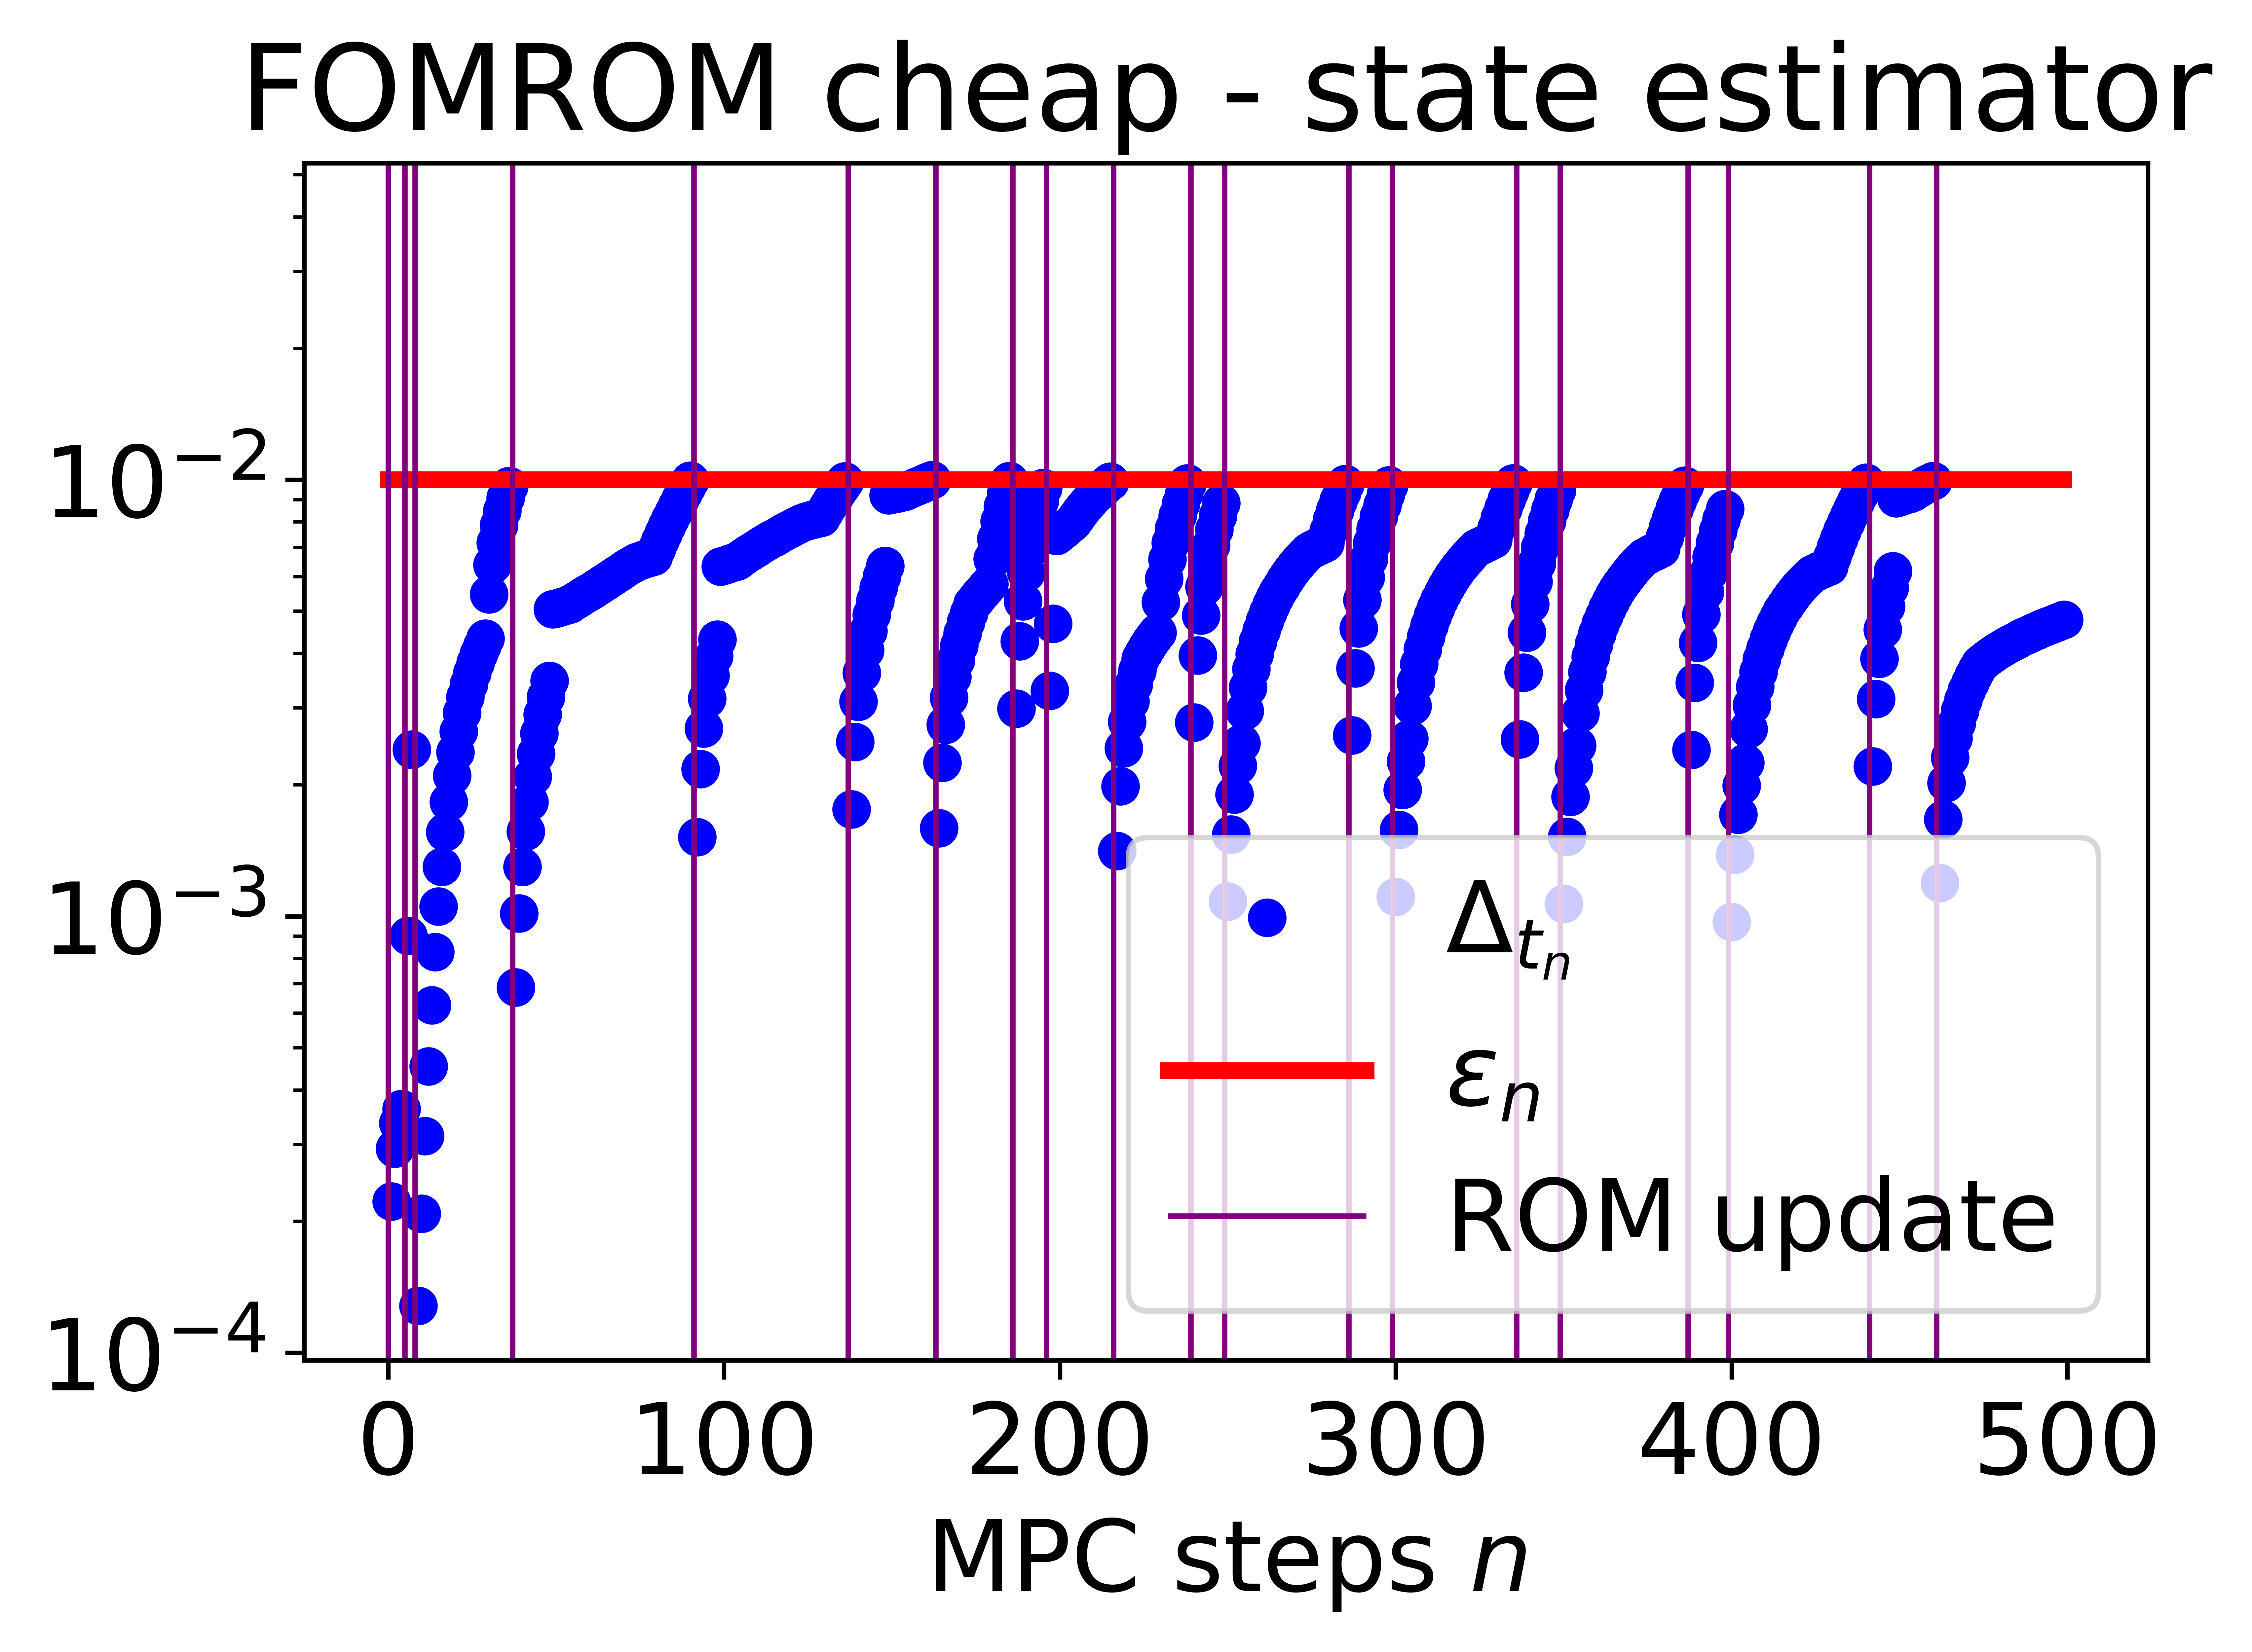 FOMROM cheap - state estimator
10⁻²
10⁻³
10⁻⁴
Δ_{t_n}
ε_n
ROM update
0 100 200 300 400 500
MPC steps n